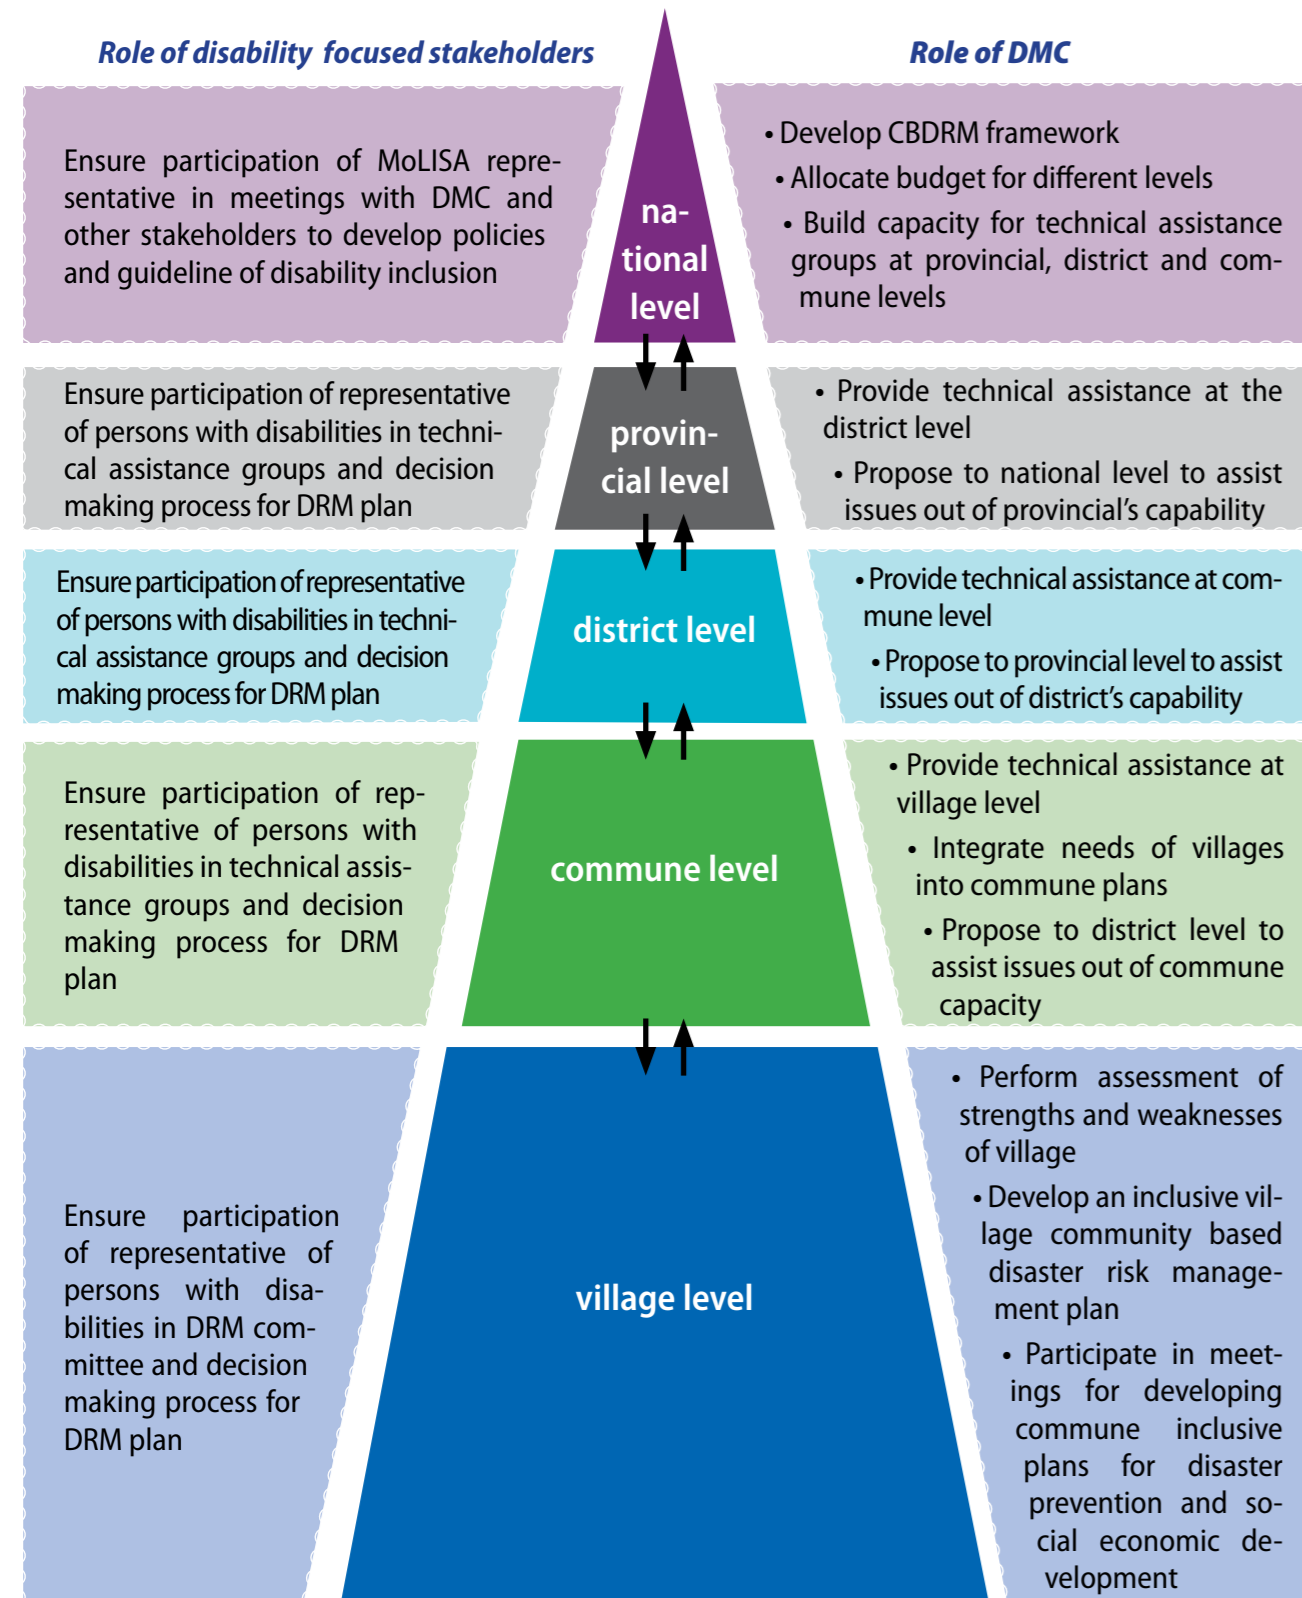 Role of disability focused stakeholders
Role of DMC
Ensure participation of MoLISA repre-
sentative in meetings with DMC and
other stakeholders to develop policies
and guideline of disability inclusion
na-
tional
level
• Develop CBDRM framework
• Allocate budget for different levels
• Build capacity for technical assistance
groups at provincial, district and com-
mune levels
Ensure participation of representative
of persons with disabilities in techni-
cal assistance groups and decision
making process for DRM plan
provin-
cial level
• Provide technical assistance at the
district level
• Propose to national level to assist
issues out of provincial's capability
Ensure participation of representative
of persons with disabilities in techni-
cal assistance groups and decision
making process for DRM plan
district level
• Provide technical assistance at com-
mune level
• Propose to provincial level to assist
issues out of district's capability
Ensure participation of rep-
resentative of persons with
disabilities in technical assis-
tance groups and decision
making process for DRM
plan
commune level
• Provide technical assistance at
village level
• Integrate needs of villages
into commune plans
• Propose to district level to
assist issues out of commune
capacity
Ensure participation
of representative of
persons with disa-
bilities in DRM com-
mittee and decision
making process for
DRM plan
village level
• Perform assessment of
strengths and weaknesses
of village
• Develop an inclusive vil-
lage community based
disaster risk manage-
ment plan
• Participate in meet-
ings for developing
commune inclusive
plans for disaster
prevention and so-
cial economic de-
velopment